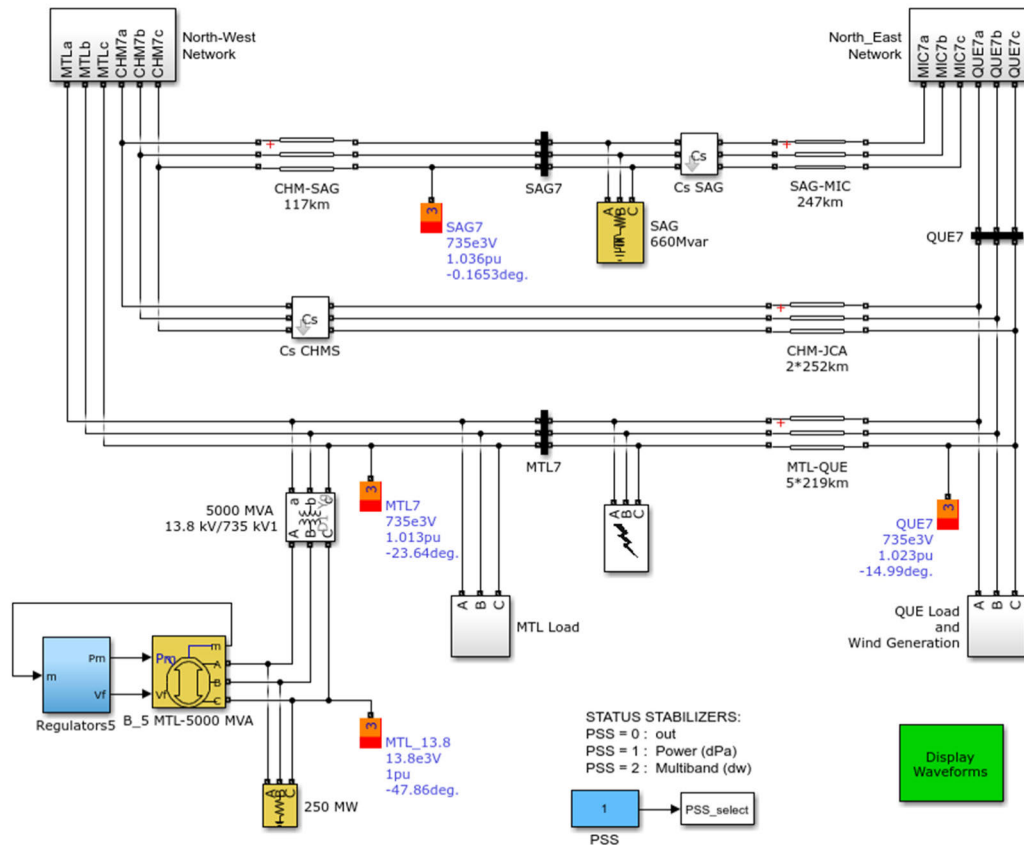 North-West
Network
MTLa
MTLb
MTLc
CHM7a
CHM7b
CHM7c
North_East
Network
MIC7a
MIC7b
MIC7c
QUE7a
QUE7b
QUE7c
CHM-SAG
117km
SAG7
Cs
Cs SAG
SAG-MIC
247km
3
SAG7
735e3V
1.036pu
-0.1653deg.
A
B
C
SAG
660Mvar
QUE7
Cs
Cs CHMS
CHM-JCA
2*252km
MTL7
MTL-QUE
5*219km
5000 MVA
13.8 kV/735 kV1
a
b
c
A
B
C
3
MTL7
735e3V
1.013pu
-23.64deg.
A
B
C
3
QUE7
735e3V
1.023pu
-14.99deg.
A
B
C
MTL Load
A
B
C
QUE Load
and
Wind Generation
m
Pm
Vf
Regulators5
Pm
Vf
m
A
B
C
B_5 MTL-5000 MVA
3
MTL_13.8
13.8e3V
1pu
-47.86deg.
A
B
C
250 MW
STATUS STABILIZERS:
PSS = 0 : out
PSS = 1 : Power (dPa)
PSS = 2 : Multiband (dw)
1
PSS
PSS_select
Display
Waveforms